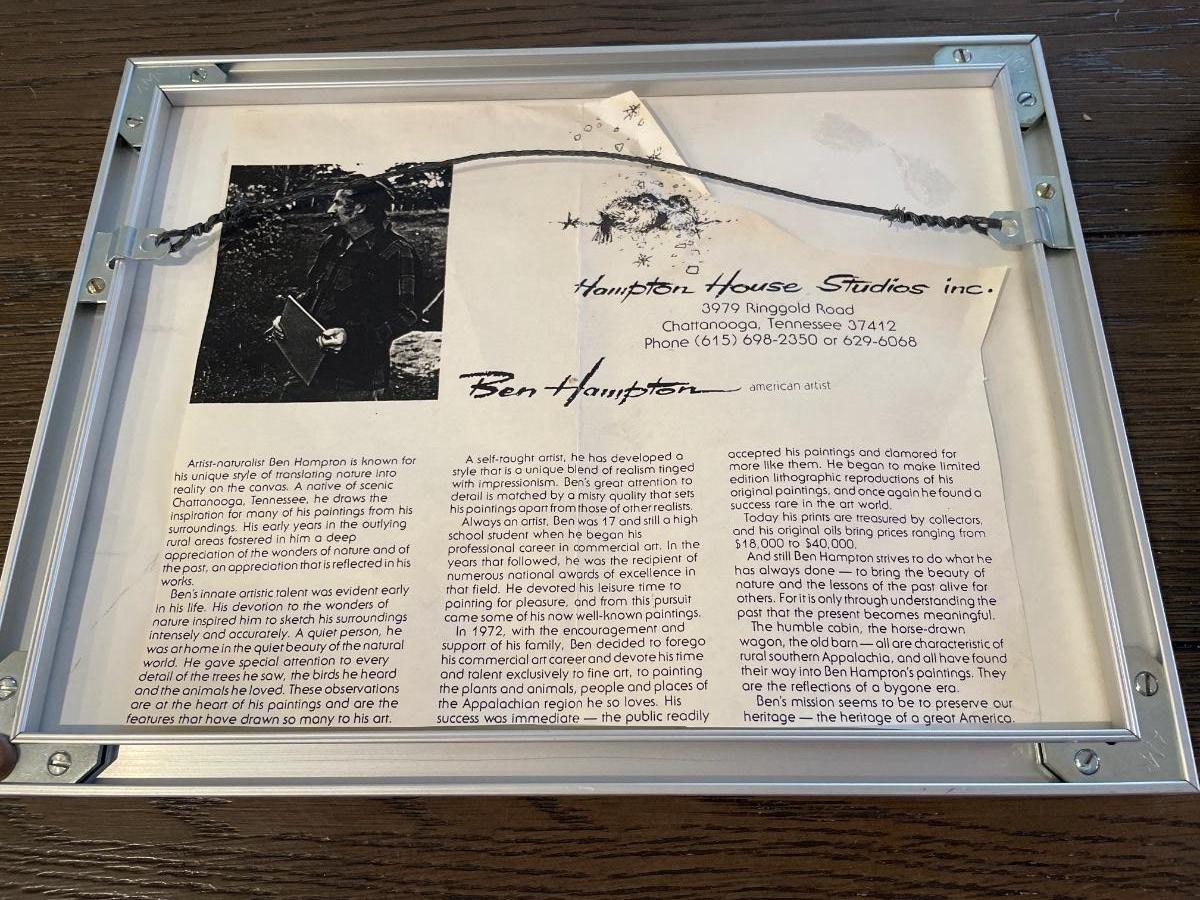 Hampton House Studios inc.
3979 Ringgold Road
Chattanooga, Tennessee 37412
Phone (615) 698-2350 or 629-6068
Ben Hampton american artist
Artist-naturalist Ben Hampton is known for
his unique style of translating nature into
reality on the canvas. A native of scenic
Chattanooga, Tennessee, he draws the
inspiration for many of his paintings from his
surroundings. His early years in the outlying
rural areas fostered in him a deep
appreciation of the wonders of nature and of
the past, an appreciation that is reflected in his
works.
Ben's innate artistic talent was evident early
in his life. His devotion to the wonders of
nature inspired him to sketch his surroundings
intensely and accurately. A quiet person, he
was at home in the quiet beauty of the natural
world. He gave special attention to every
detail of the trees he saw, the birds he heard
and the animals he loved. These observations
are at the heart of his paintings and are the
features that have drawn so many to his art.
A self-taught artist, he has developed a
style that is a unique blend of realism tinged
with impressionism. Ben's great attention to
detail is matched by a misty quality that sets
his paintings apart from those of other realists.
Always an artist, Ben was 17 and still a high
school student when he began his
professional career in commercial art. In the
years that followed, he was the recipient of
numerous national awards of excellence in
that field. He devoted his leisure time to
painting for pleasure, and from this pursuit
came some of his now well-known paintings.
In 1972, with the encouragement and
support of his family, Ben decided to forego
his commercial art career and devote his time
and talent exclusively to fine art, to painting
the plants and animals, people and places of
the Appalachian region he so loves. His
success was immediate — the public readily
accepted his paintings and clamored for
more like them. He began to make limited
edition lithographic reproductions of his
original paintings, and once again he found a
success rare in the art world.
Today his prints are treasured by collectors,
and his original oils bring prices ranging from
$18,000 to $40,000.
And still Ben Hampton strives to do what he
has always done — to bring the beauty of
nature and the lessons of the past alive for
others. For it is only through understanding the
past that the present becomes meaningful.
The humble cabin, the horse-drawn
wagon, the old barn — all are characteristic of
rural southern Appalachia, and all have found
their way into Ben Hampton's paintings. They
are the reflections of a bygone era.
Ben's mission seems to be to preserve our
heritage — the heritage of a great America.